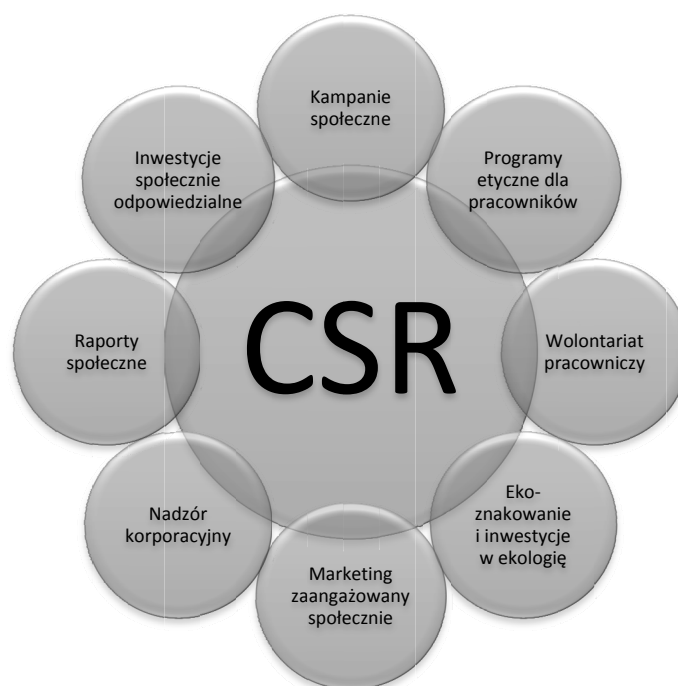 Kampanie
społeczne
Programy
etyczne dla
pracowników
Wolontariat
pracowniczy
Eko-
znakowanie
i inwestycje
w ekologię
Marketing
zaangażowany
społecznie
Nadzór
korporacyjny
Raporty
społeczne
Inwestycje
społecznie
odpowiedzialne
CSR